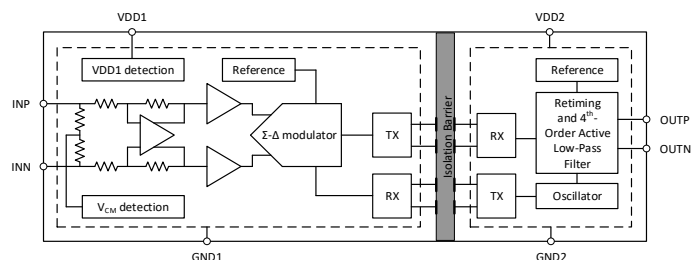 VDD1
VDD2
VDD1 detection
Reference
Reference
INP
INN
Σ-Δ modulator
TX
RX
Isolation Barrier
RX
TX
Retiming
and 4th-
Order Active
Low-Pass
Filter
Oscillator
OUTP
OUTN
VCM detection
GND1
GND2